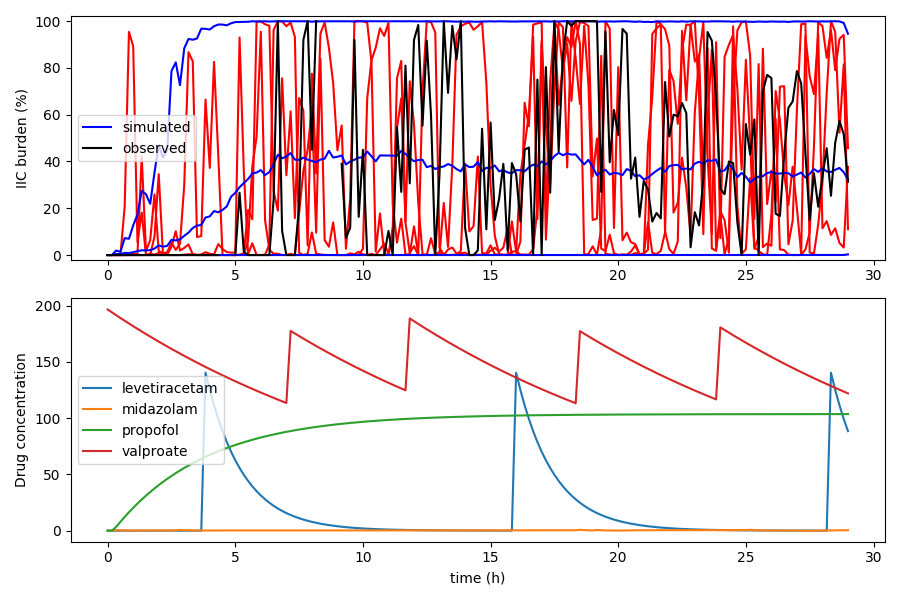 100
80
60
40
20
0
IIC burden (%)
simulated
observed
0 5 10 15 20 25 30
200
150
100
50
0
Drug concentration
levetiracetam
midazolam
propofol
valproate
0 5 10 15 20 25 30
time (h)